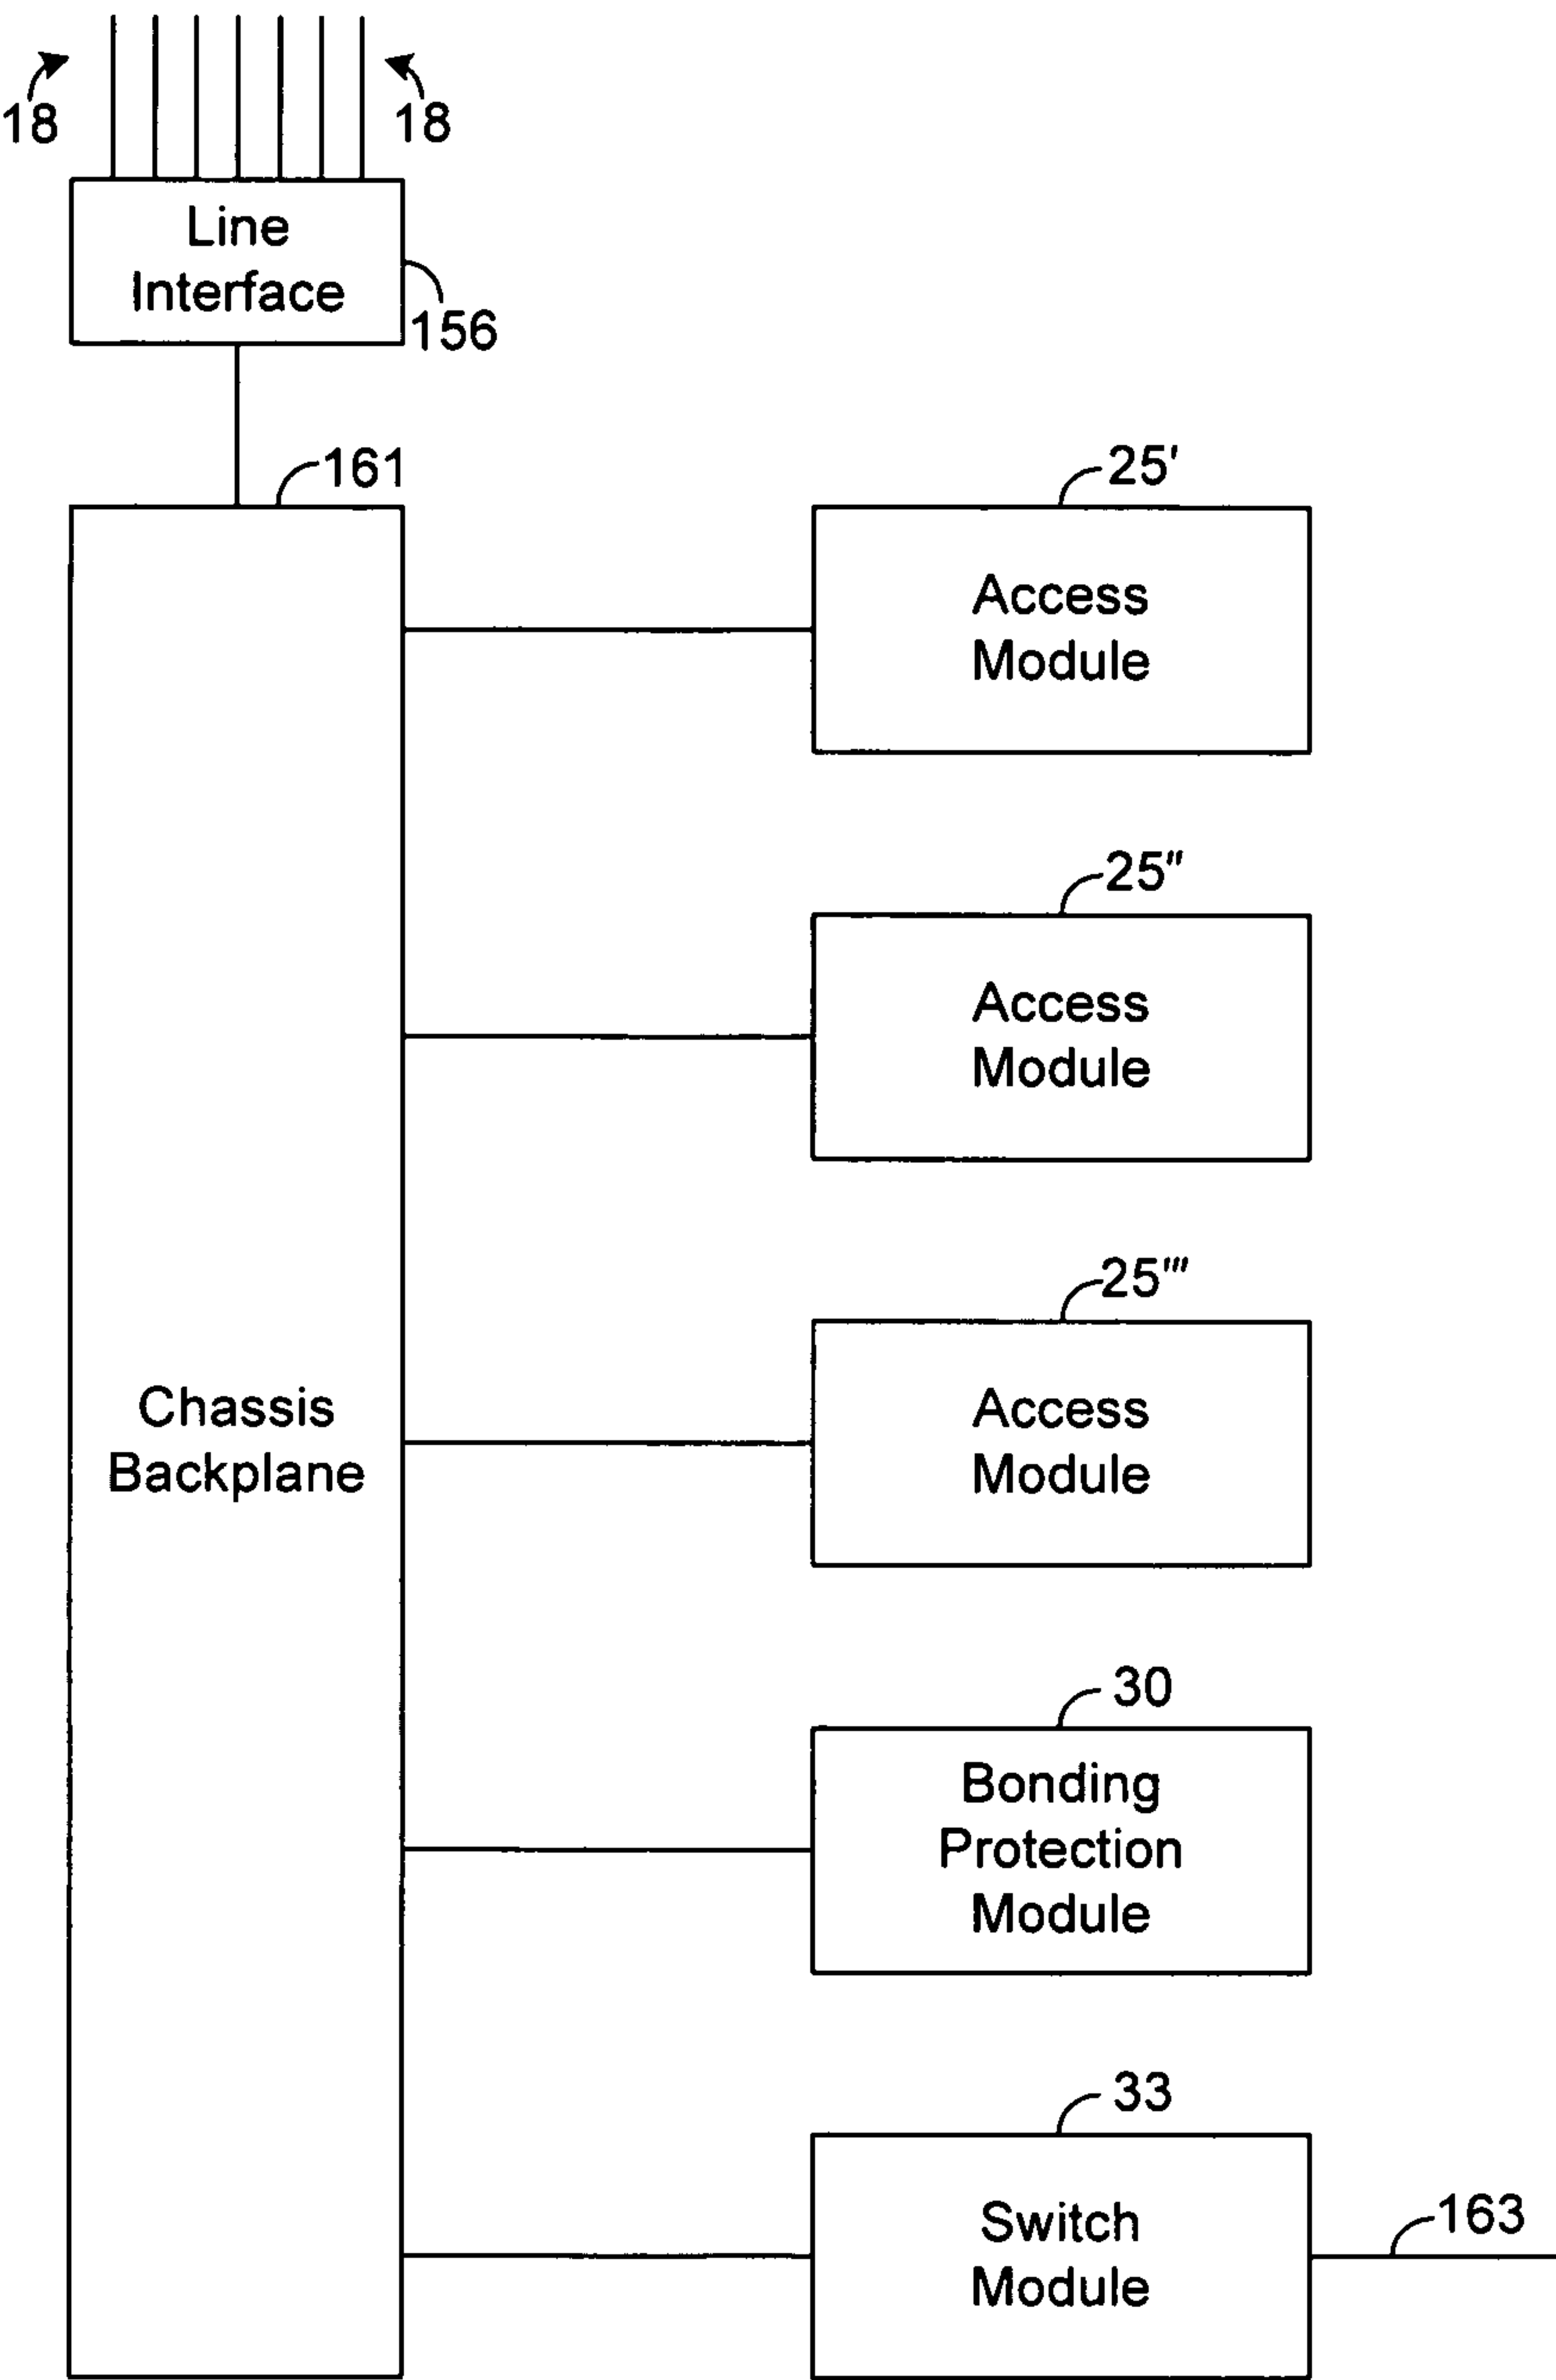 18
18
Line
Interface
156
161
25'
Access
Module
25"
Access
Module
25'"
Access
Module
Chassis
Backplane
30
Bonding
Protection
Module
33
Switch
Module
163